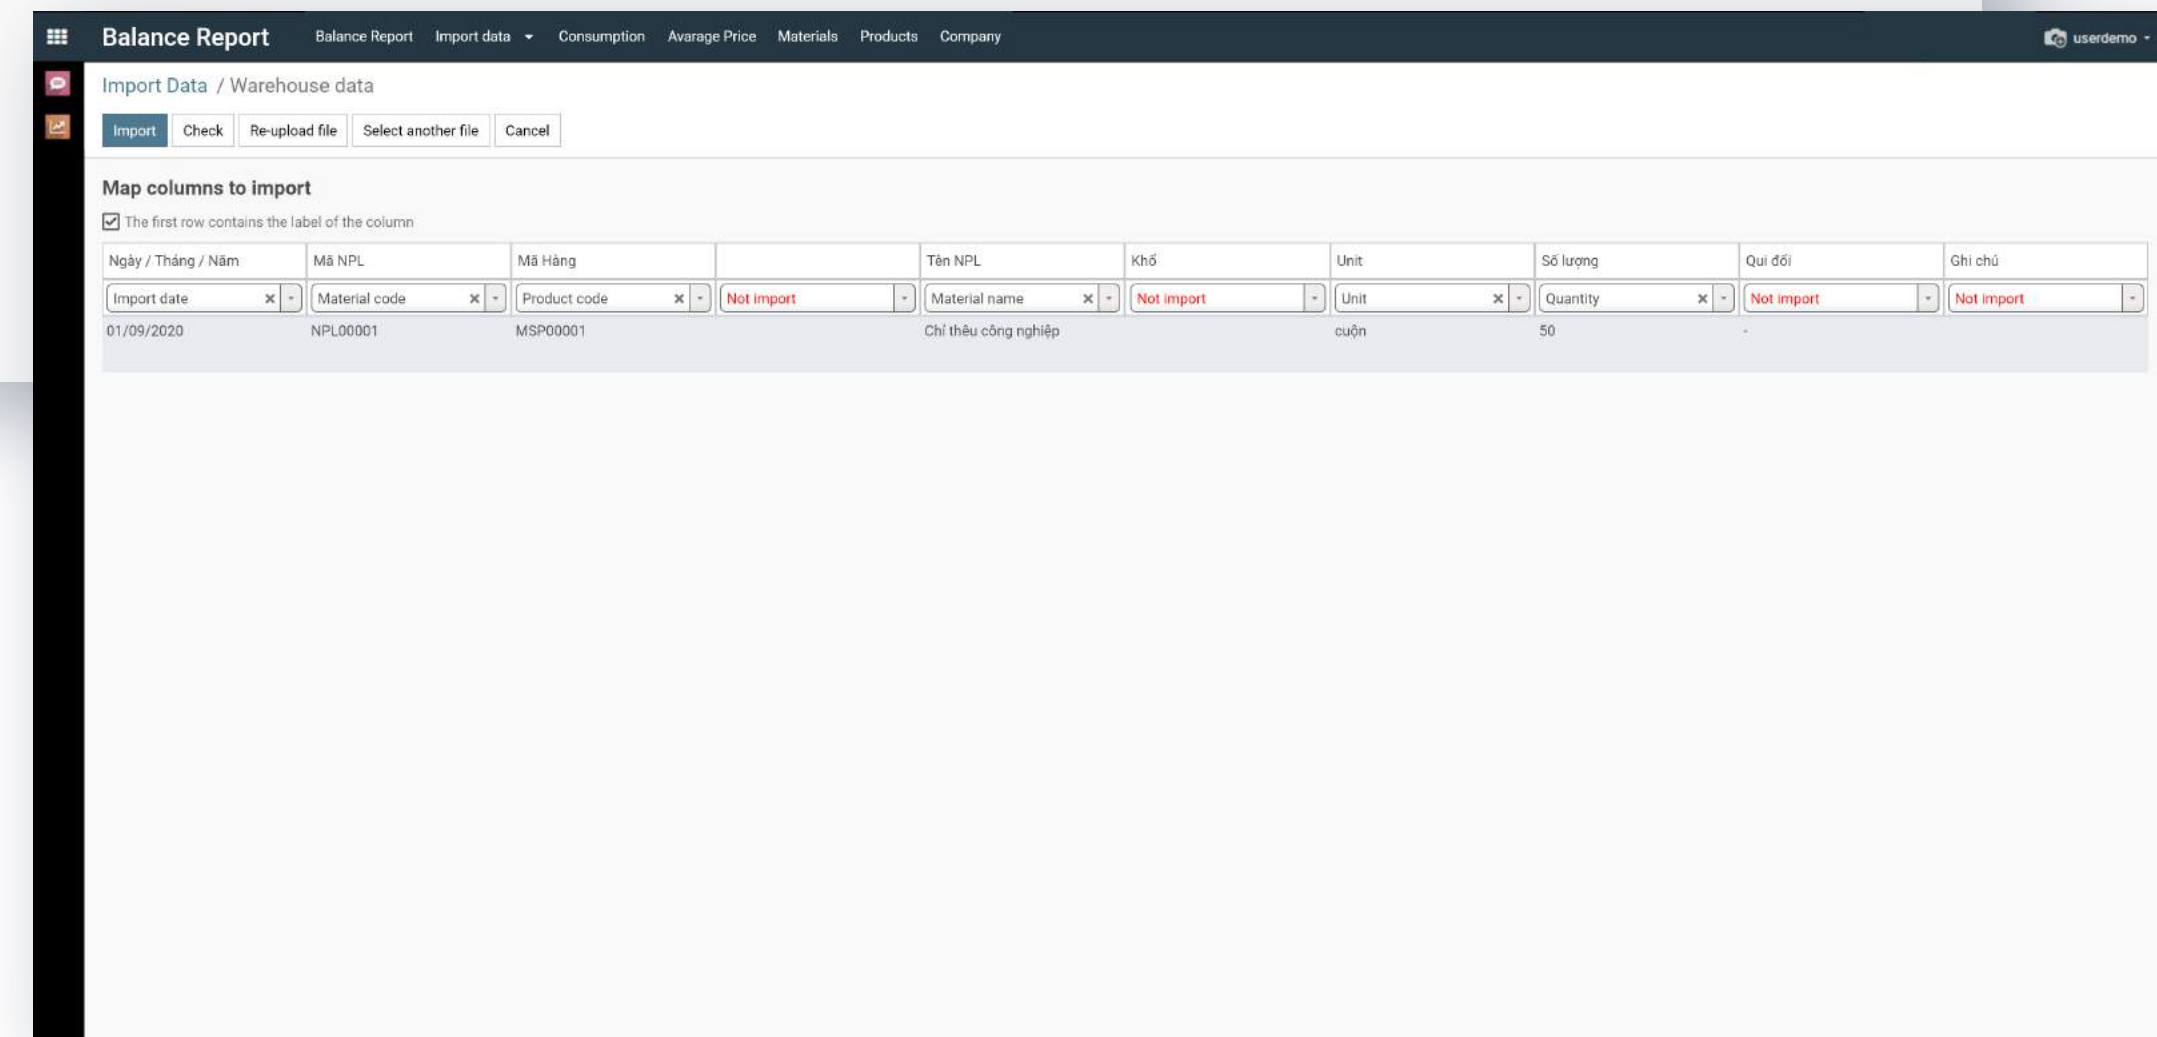 Balance Report Balance Report Import data Consumption Avarage Price Materials Products Company userdemo
Import Data / Warehouse data
Import Check Re-upload file Select another file Cancel
Map columns to import
The first row contains the label of the column
Ngày / Tháng / Năm Mã NPL Mã Hàng Tên NPL Khổ Unit Số lượng Qui đổi Ghi chú
Import date Material code Product code Not import Material name Not import Unit Quantity Not import Not import
01/09/2020 NPL00001 MSP00001 Chỉ thêu công nghiệp cuộn 50 -